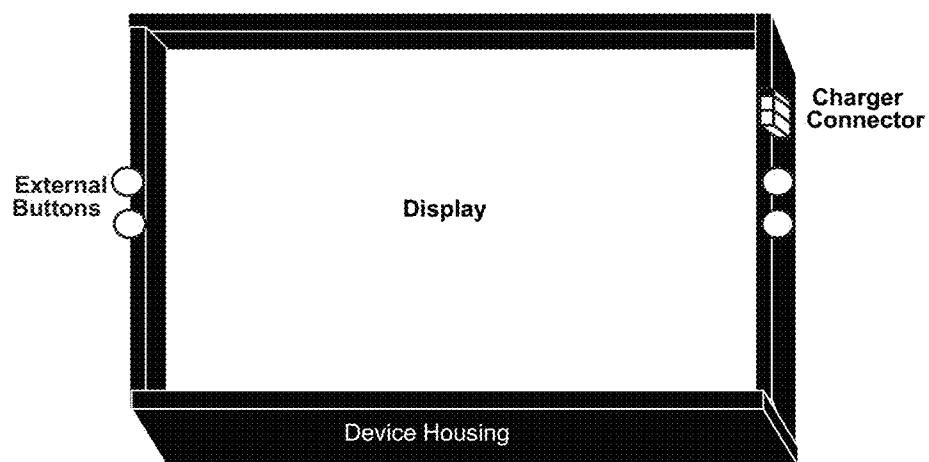 Charger
Connector
External
Buttons
Display
Device Housing